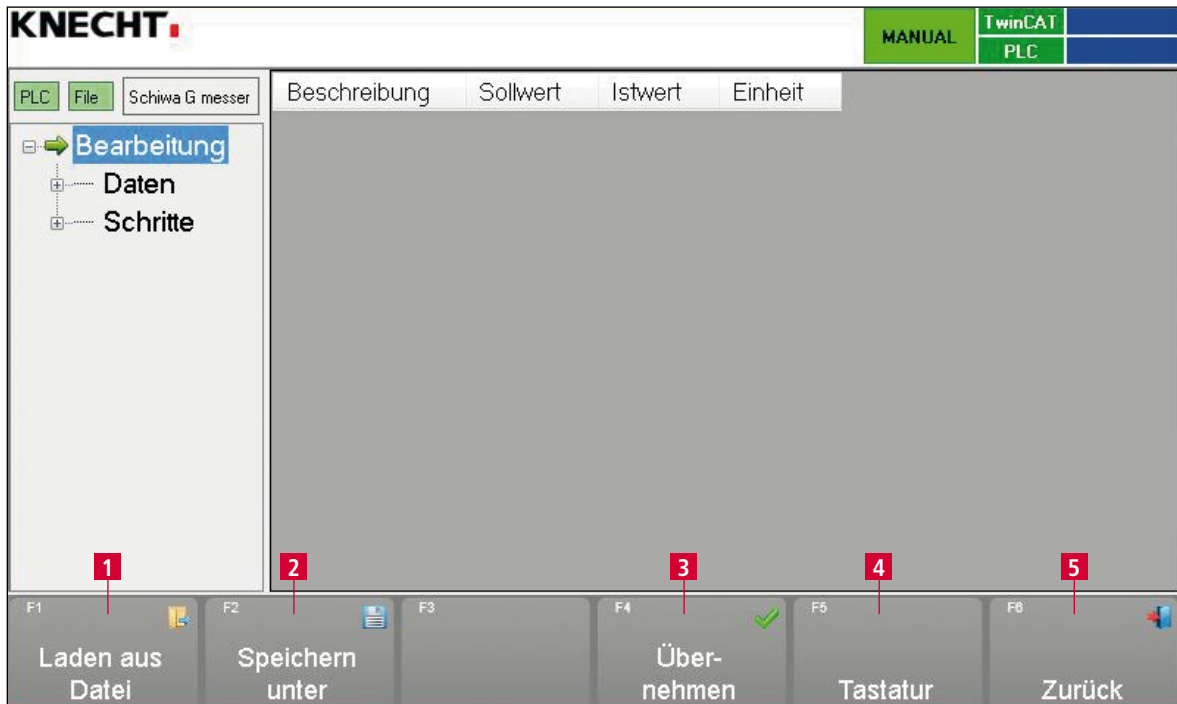 KNECHT
MANUAL
TwinCAT
PLC
PLC File Schiwa G messer
Beschreibung Sollwert Istwert Einheit
Bearbeitung
Daten
Schritte
1 2 3 4 5
F1 F2 F3 F4 F5 F6
Laden aus
Datei
Speichern
unter
Über-
nehmen
Tastatur
Zurück